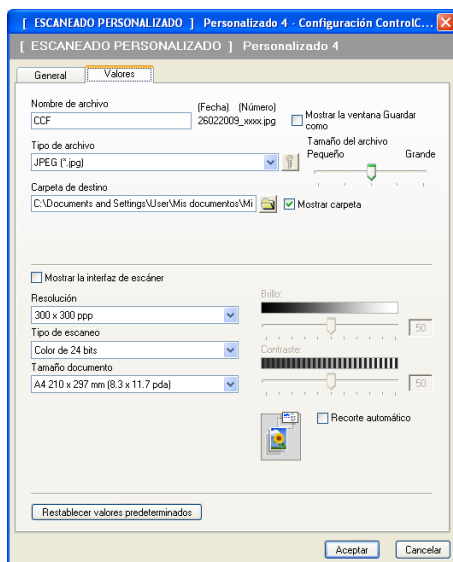 [ ESCANEADO PERSONALIZADO ]   Personalizado 4 - Configuración ControlC...
[ ESCANEADO PERSONALIZADO ]   Personalizado 4
General
Valores
Nombre de archivo
(Fecha) (Número)
CCF
26022009_xxxx.jpg
Mostrar la ventana Guardar
como
Tipo de archivo
Tamaño del archivo
JPEG (*.jpg)
Pequeño
Grande
Carpeta de destino
C:\Documents and Settings\User\Mis documentos\Mi
Mostrar carpeta
Mostrar la interfaz de escáner
Resolución
Brillo:
300 x 300 ppp
50
Tipo de escaneo
Color de 24 bits
Contraste:
Tamaño documento
A4 210 x 297 mm (8.3 x 11.7 pda)
50
Recorte automático
Restablecer valores predeterminados
Aceptar
Cancelar